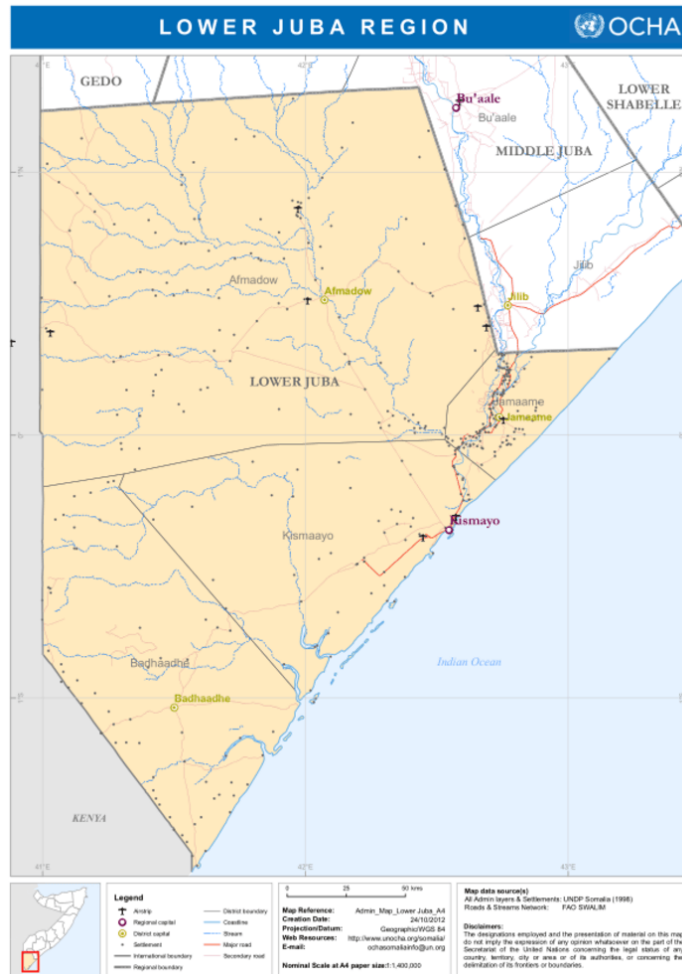 LOWER JUBA REGION
OCHA
41°E
42°E
43°E
GEDO
LOWER
SHABELLE
Bu'aale
Bu'aale
MIDDLE JUBA
Jilib
Afmadow
Afmadow
Jilib
LOWER JUBA
Jamaame
Jamaame
0°
Kismayo
Kismaayo
Indian Ocean
Badhaadhe
Badhaadhe
KENYA
41°E
42°E
43°E
Legend
Airstrip
Regional capital
District capital
Settlement
International boundary
Regional boundary
District boundary
Coastline
Stream
Major road
Secondary road
0 25 50 kms
Map Reference: Admin_Map_Lower Juba_A4
Creation Date: 24/10/2012
Projection/Datum: Geographic/WGS 84
Web Resources: http://www.unocha.org/somalia/
E-mail: ochasomaliainfo@un.org
Nominal Scale at A4 paper size:1:1,400,000
Map data source(s)
All Admin layers & Settlements: UNDP Somalia (1998)
Roads & Streams Network: FAO SWALIM
Disclaimers:
The designations employed and the presentation of material on this map
do not imply the expression of any opinion whatsoever on the part of the
Secretariat of the United Nations concerning the legal status of any
country, territory, city or area or of its authorities, or concerning the
delimitation of its frontiers or boundaries.